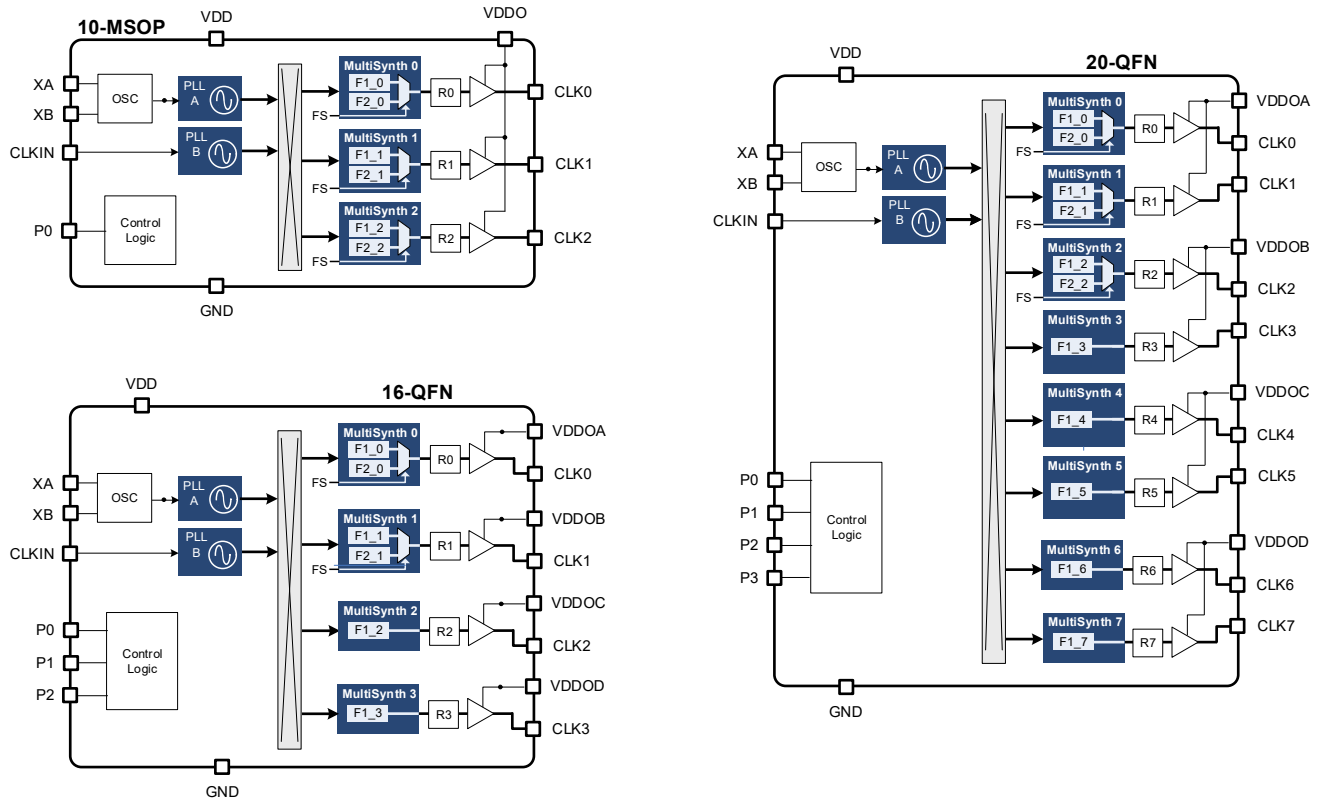 10-MSOP
VDD
VDDO
XA
XB
OSC
PLL
A
CLKIN
PLL
B
P0
Control
Logic
MultiSynth 0
F1_0
F2_0
FS
R0
CLK0
MultiSynth 1
F1_1
F2_1
FS
R1
CLK1
MultiSynth 2
F1_2
F2_2
FS
R2
CLK2
GND
16-QFN
VDD
XA
XB
OSC
PLL
A
CLKIN
PLL
B
P0
P1
P2
Control
Logic
MultiSynth 0
F1_0
F2_0
FS
R0
VDDOA
CLK0
MultiSynth 1
F1_1
F2_1
FS
R1
VDDOB
CLK1
MultiSynth 2
F1_2
R2
VDDOC
CLK2
MultiSynth 3
F1_3
R3
VDDOD
CLK3
GND
20-QFN
VDD
XA
XB
OSC
PLL
A
CLKIN
PLL
B
P0
P1
P2
P3
Control
Logic
MultiSynth 0
F1_0
F2_0
FS
R0
VDDOA
CLK0
MultiSynth 1
F1_1
F2_1
FS
R1
CLK1
MultiSynth 2
F1_2
F2_2
FS
R2
VDDOB
CLK2
MultiSynth 3
F1_3
R3
CLK3
MultiSynth 4
F1_4
R4
VDDOC
CLK4
MultiSynth 5
F1_5
R5
CLK5
MultiSynth 6
F1_6
R6
VDDOD
CLK6
MultiSynth 7
F1_7
R7
CLK7
GND